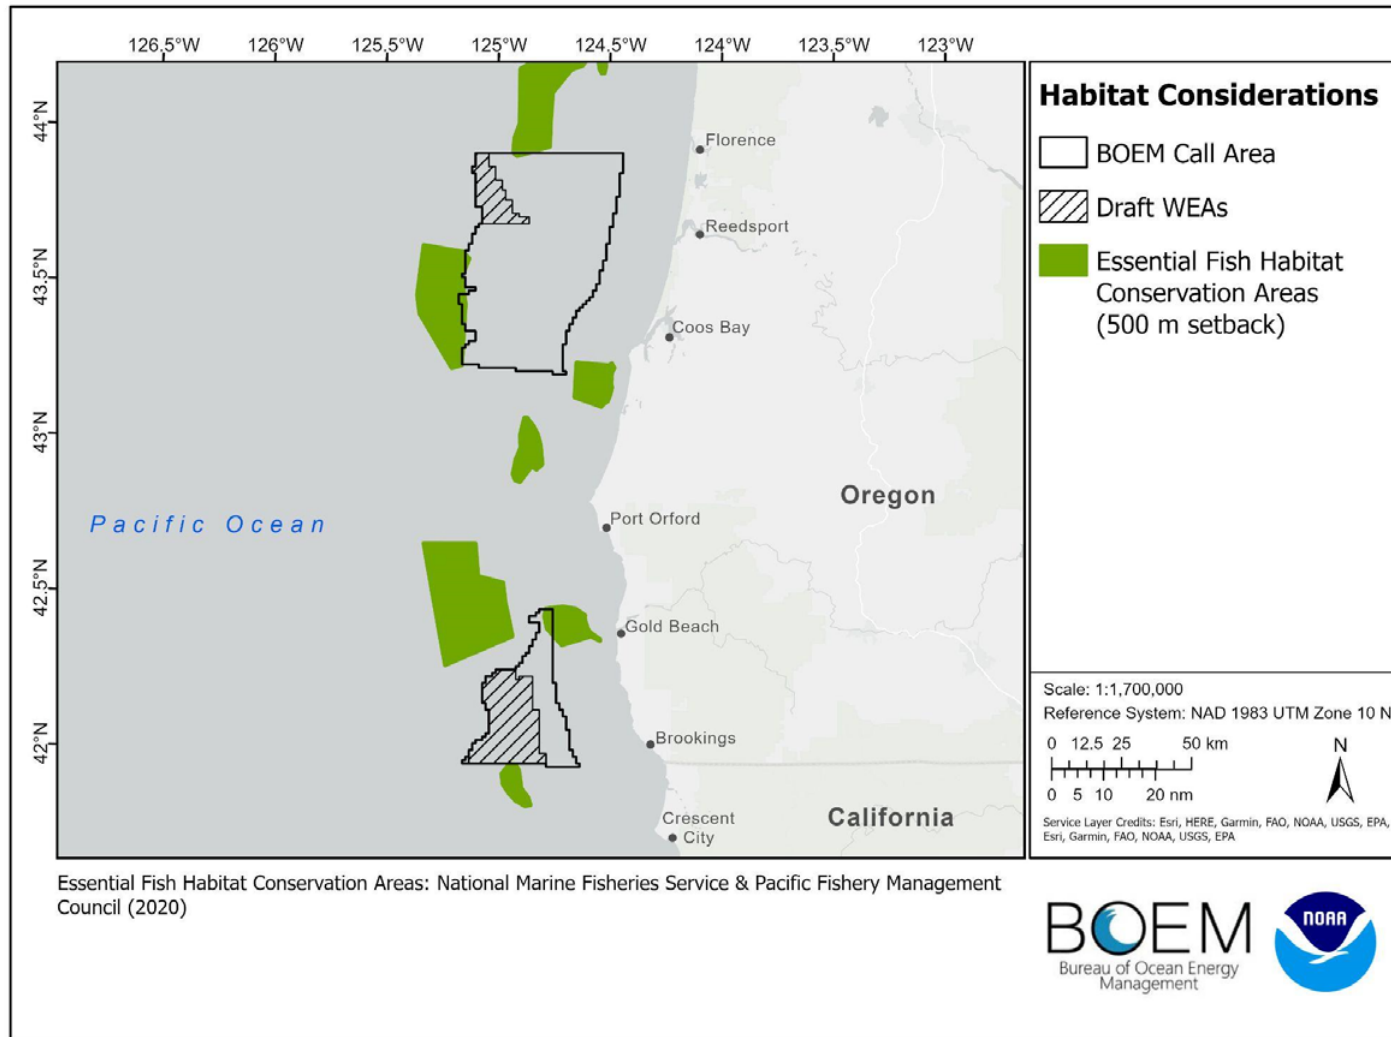 126.5°W 126°W 125.5°W 125°W 124.5°W 124°W 123.5°W 123°W
44°N
43.5°N
43°N
42.5°N
42°N
Florence
Reedsport
Coos Bay
Oregon
Pacific Ocean
Port Orford
Gold Beach
Brookings
California
Crescent
City
Habitat Considerations
BOEM Call Area
Draft WEAs
Essential Fish Habitat
Conservation Areas
(500 m setback)
Scale: 1:1,700,000
Reference System: NAD 1983 UTM Zone 10 N
0 12.5 25 50 km
0 5 10 20 nm
N
Service Layer Credits: Esri, HERE, Garmin, FAO, NOAA, USGS, EPA,
Esri, Garmin, FAO, NOAA, USGS, EPA
Essential Fish Habitat Conservation Areas: National Marine Fisheries Service & Pacific Fishery Management
Council (2020)
BOEM
Bureau of Ocean Energy
Management
NOAA